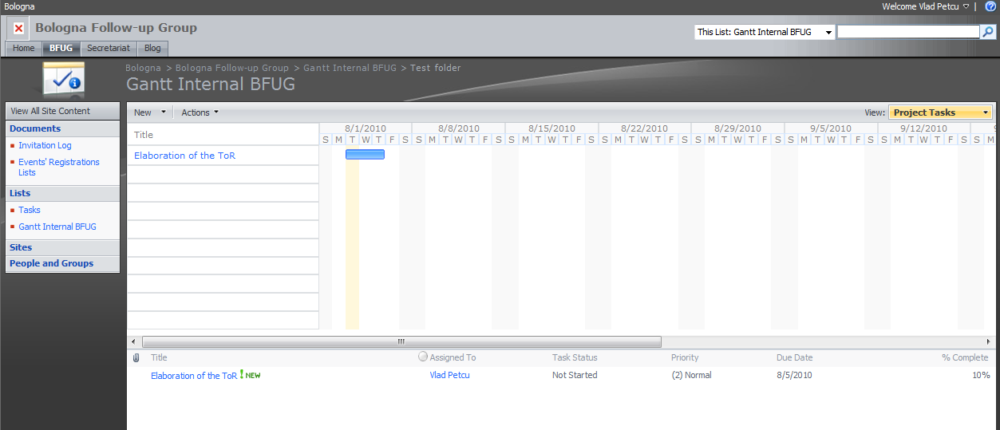 Bologna
Welcome Vlad Petcu
Bologna Follow-up Group
This List: Gantt Internal BFUG
Home BFUG Secretariat Blog
Bologna > Bologna Follow-up Group > Gantt Internal BFUG > Test folder
Gantt Internal BFUG
View All Site Content
Documents
Invitation Log
Events' Registrations
Lists
Lists
Tasks
Gantt Internal BFUG
Sites
People and Groups
New Actions View: Project Tasks
Title
8/1/2010 8/8/2010 8/15/2010 8/22/2010 8/29/2010 9/5/2010 9/12/2010 9
S M T W T F S S M T W T F S S M T W T F S S M T W T F S S M T W T F S S M T W T F S S M T W T F S S M
Elaboration of the ToR
Title Assigned To Task Status Priority Due Date % Complete
Elaboration of the ToR ! NEW Vlad Petcu Not Started (2) Normal 8/5/2010 10%